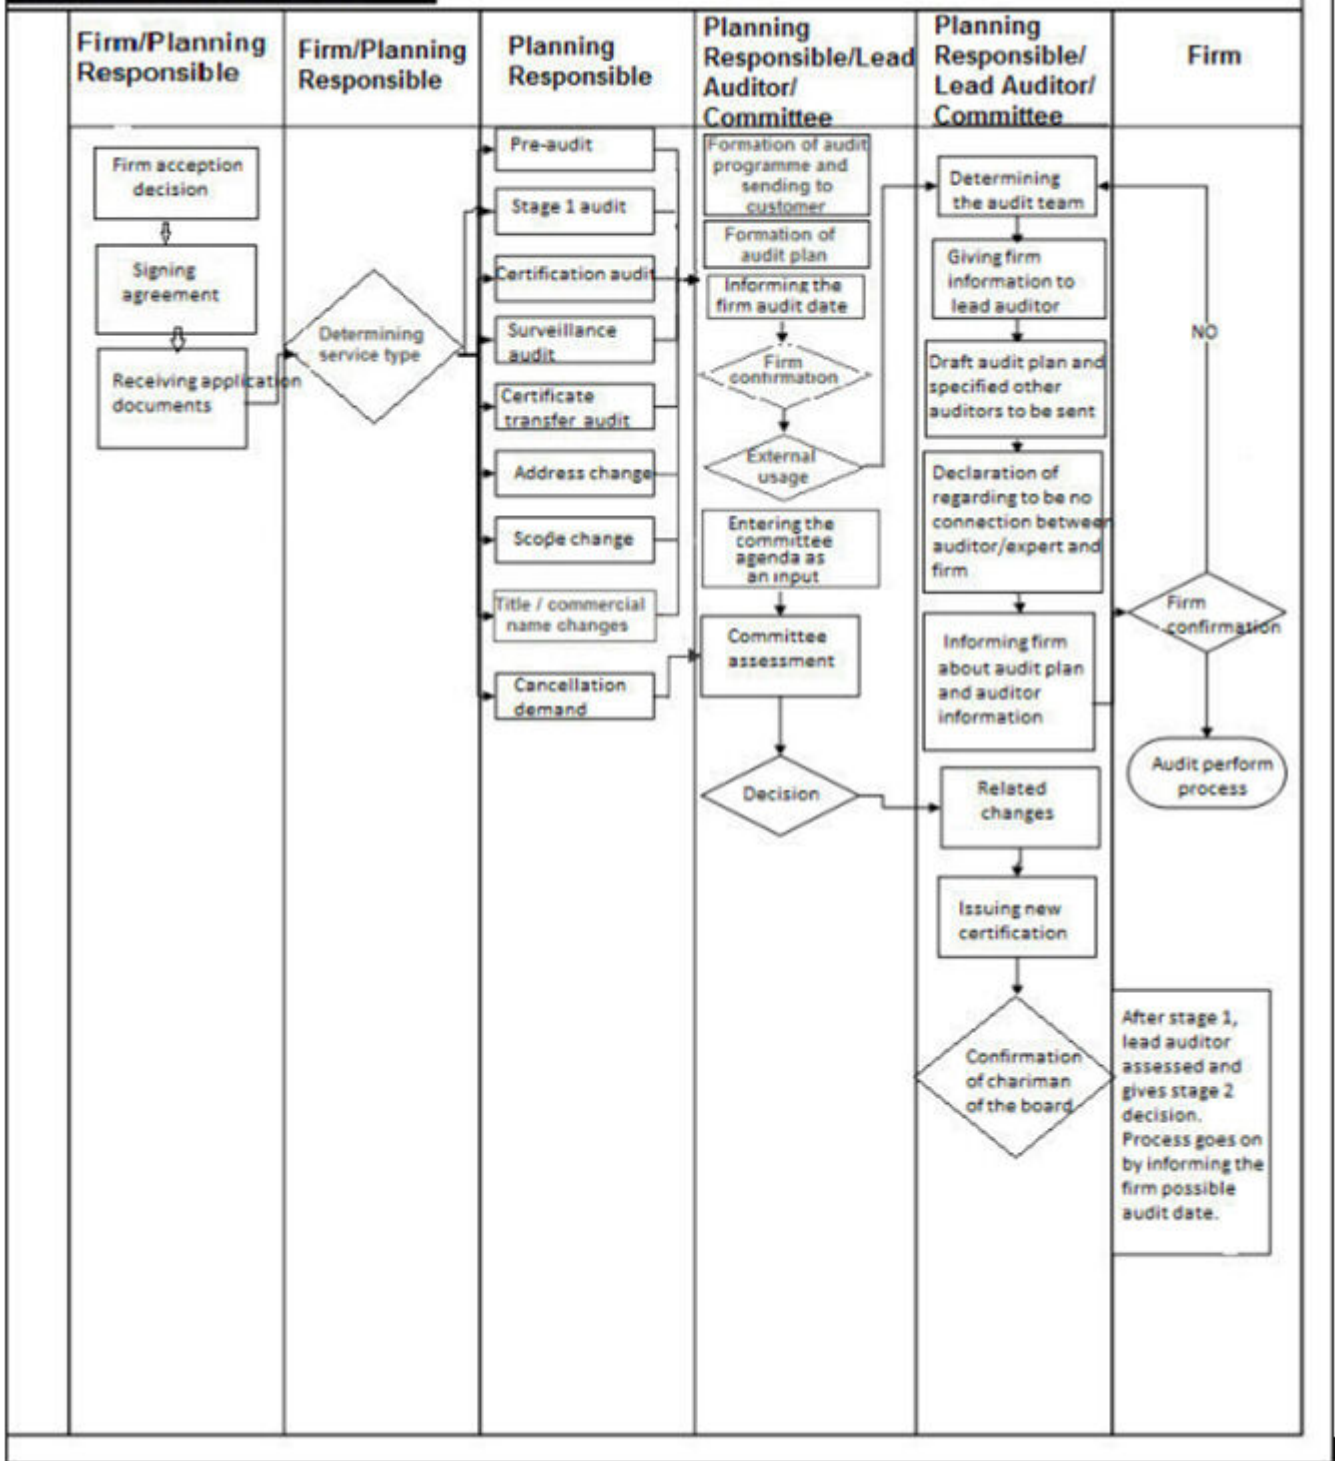 Firm/Planning
Responsible
Firm/Planning
Responsible
Planning
Responsible
Planning
Responsible/Lead
Auditor/
Committee
Planning
Responsible/
Lead Auditor/
Committee
Firm
Firm acception
decision
Signing
agreement
Receiving application
documents
Determining
service type
Pre-audit
Stage 1 audit
Certification audit
Surveillance
audit
Certificate
transfer audit
Address change
Scope change
Title / commercial
name changes
Cancellation
demand
Formation of audit
programme and
sending to
customer
Formation of
audit plan
Informing the
firm audit date
Firm
confirmation
External
usage
Entering the
committee
agenda as
an input
Committee
assessment
Decision
Determining
the audit team
Giving firm
information to
lead auditor
Draft audit plan and
specified other
auditors to be sent
Declaration of
regarding to be no
connection between
auditor/expert and
firm
Informing firm
about audit plan
and auditor
information
Related
changes
Issuing new
certification
Confirmation
of chariman
of the board
NO
Firm
confirmation
Audit perform
process
After stage 1,
lead auditor
assessed and
gives stage 2
decision.
Process goes on
by informing the
firm possible
audit date.